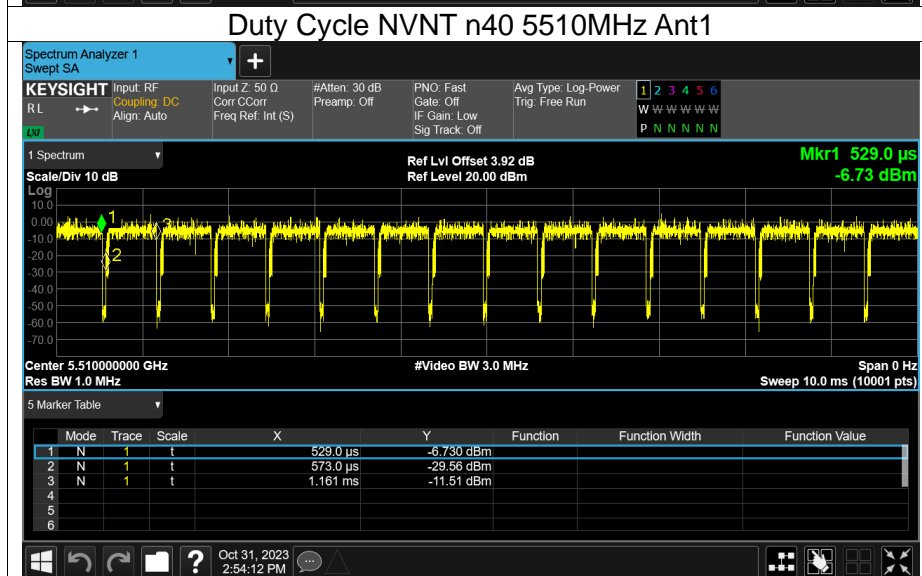 Duty Cycle NVNT n40 5510MHz Ant1
Spectrum Analyzer 1
Swept SA
+
KEYSIGHT Input: RF Input Z: 50 Ω #Atten: 30 dB PNO: Fast Avg Type: Log-Power 1 2 3 4 5 6
RL Coupling: DC Corr CCorr Preamp: Off Gate: Off Trig: Free Run W W W W W W
Align: Auto Freq Ref: Int (S) IF Gain: Low
LXI Sig Track: Off P N N N N N
1 Spectrum Ref Lvl Offset 3.92 dB Mkr1 529.0 µs
Scale/Div 10 dB Ref Level 20.00 dBm -6.73 dBm
Log
10.0
0.00 1 3
-10.0
-20.0 2
-30.0
-40.0
-50.0
-60.0
-70.0
Center 5.510000000 GHz #Video BW 3.0 MHz Span 0 Hz
Res BW 1.0 MHz Sweep 10.0 ms (10001 pts)
5 Marker Table
Mode Trace Scale X Y Function Function Width Function Value
1 N 1 t 529.0 µs -6.730 dBm
2 N 1 t 573.0 µs -29.56 dBm
3 N 1 t 1.161 ms -11.51 dBm
4
5
6
? Oct 31, 2023
2:54:12 PM